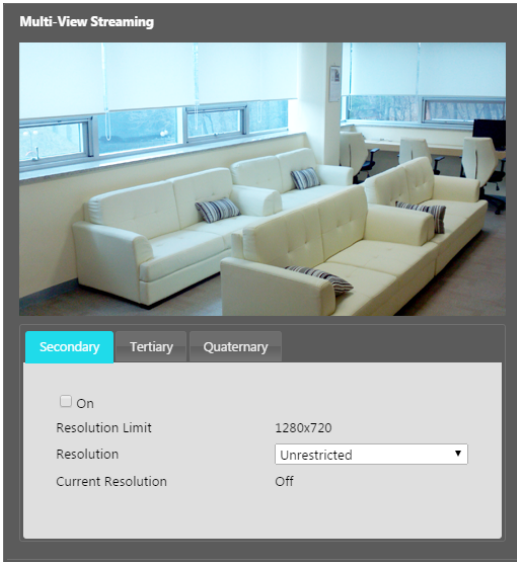 Multi-View Streaming
Secondary Tertiary Quaternary
On
Resolution Limit 1280x720
Resolution Unrestricted
Current Resolution Off